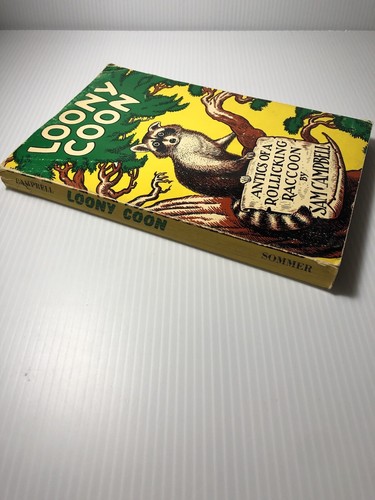 LOONY
COON
ANTICS OF A
ROLLICKING
RACCOON
BY
SAM CAMPBELL
CAMPBELL
LOONY COON
SOMMER